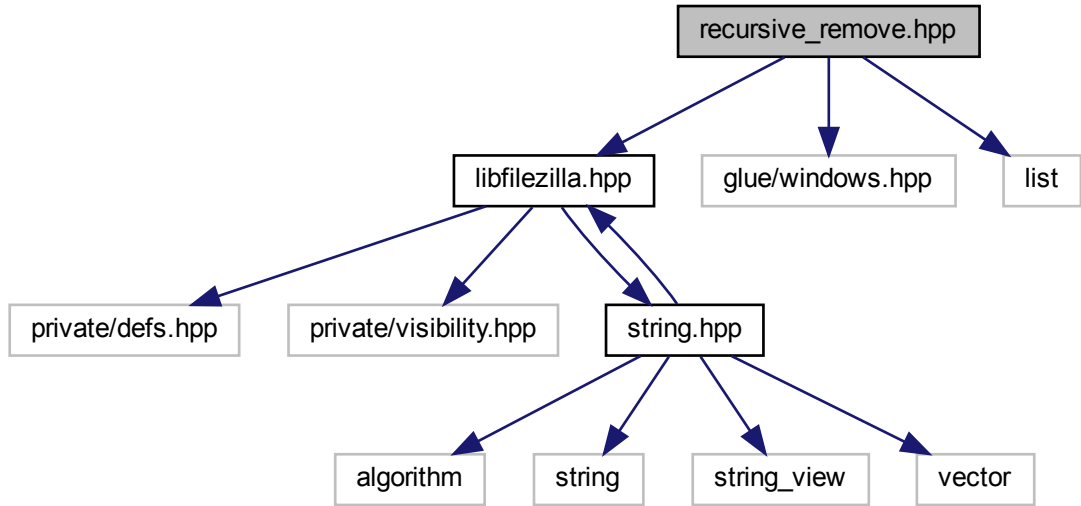 recursive_remove.hpp
libfilezilla.hpp
glue/windows.hpp
list
private/defs.hpp
private/visibility.hpp
string.hpp
algorithm
string
string_view
vector